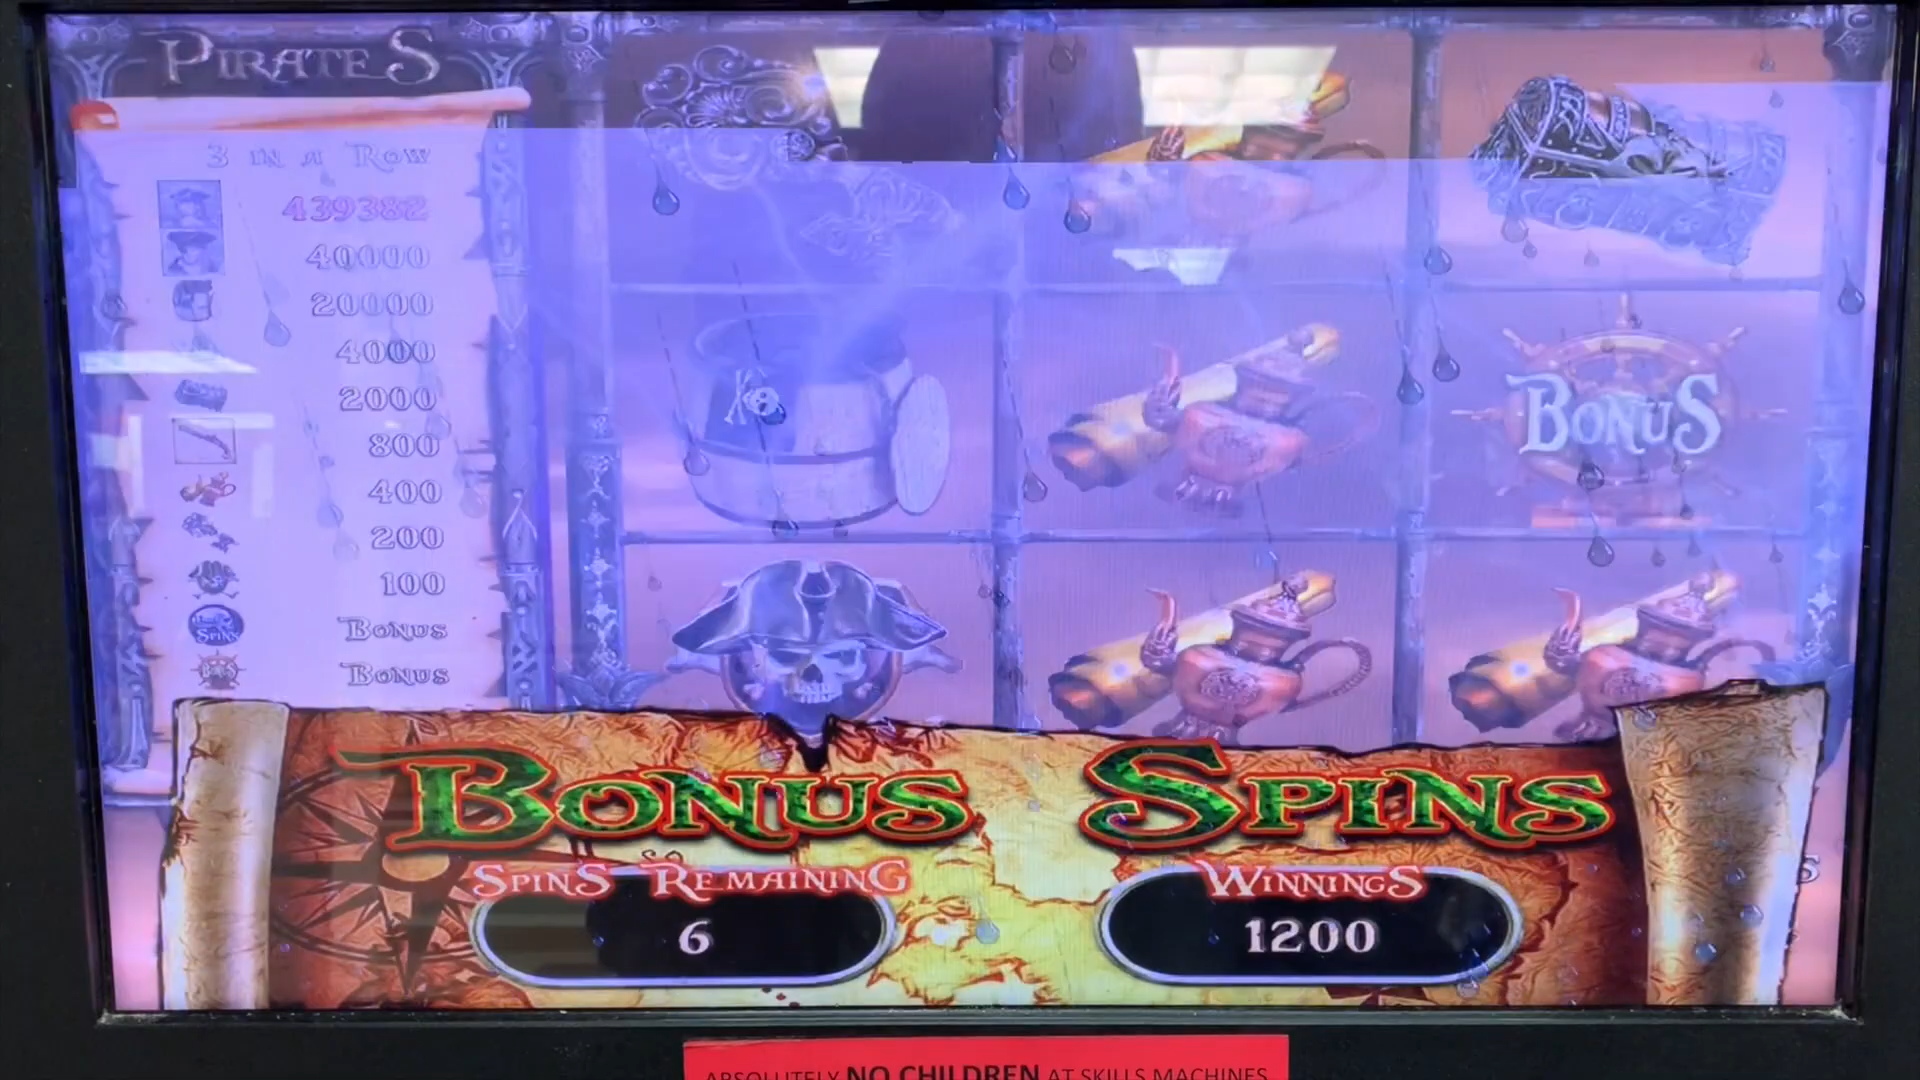 PIRATES
3 IN A ROW
439382
40000
20000
4000
2000
800
400
200
100
SPINS BONUS
BONUS
BONUS
BONUS SPINS
SPINS REMAINING
6
WINNINGS
1200
ABSOLUTELY NO CHILDREN AT SKILLS MACHINES